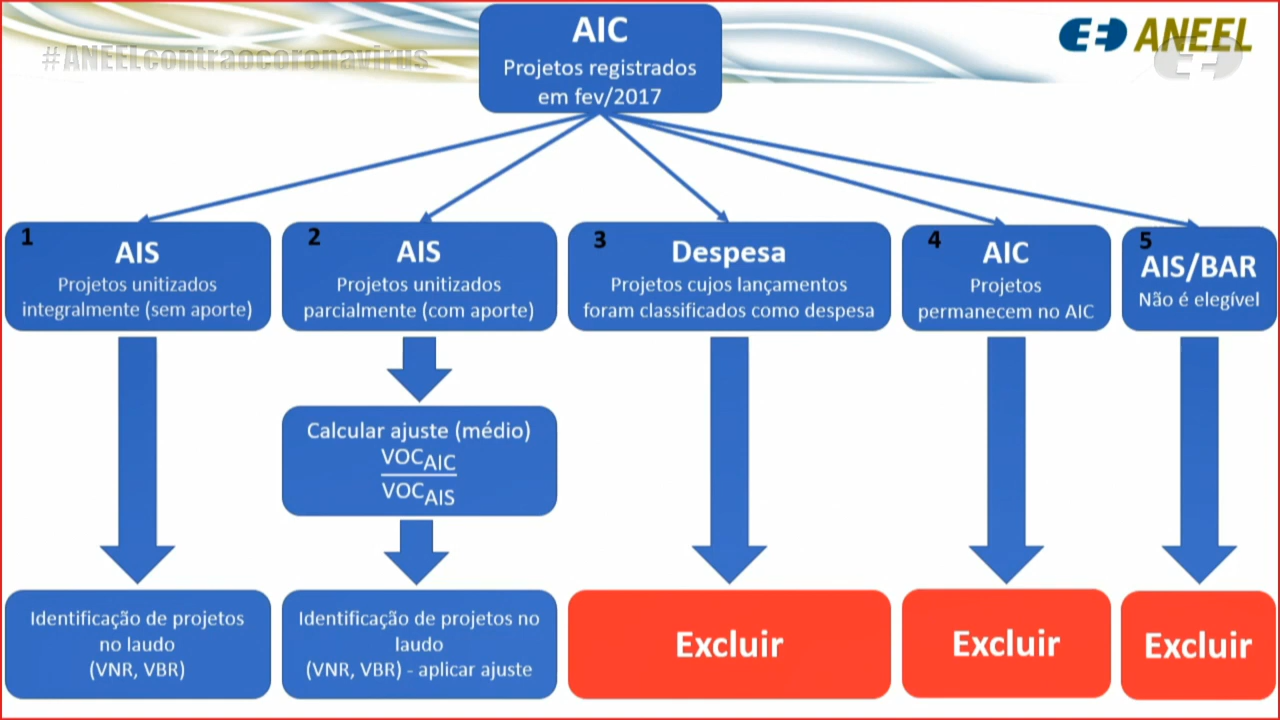 #ANEELcontraocoronavirus
ANEEL
AIC
Projetos registrados
em fev/2017
1
AIS
Projetos unitizados
integralmente (sem aporte)
2
AIS
Projetos unitizados
parcialmente (com aporte)
3
Despesa
Projetos cujos lançamentos
foram classificados como despesa
4
AIC
Projetos
permanecem no AIC
5
AIS/BAR
Não é elegível
Calcular ajuste (médio)
VOCAIC
VOCAIS
Identificação de projetos
no laudo
(VNR, VBR)
Identificação de projetos no
laudo
(VNR, VBR) - aplicar ajuste
Excluir
Excluir
Excluir